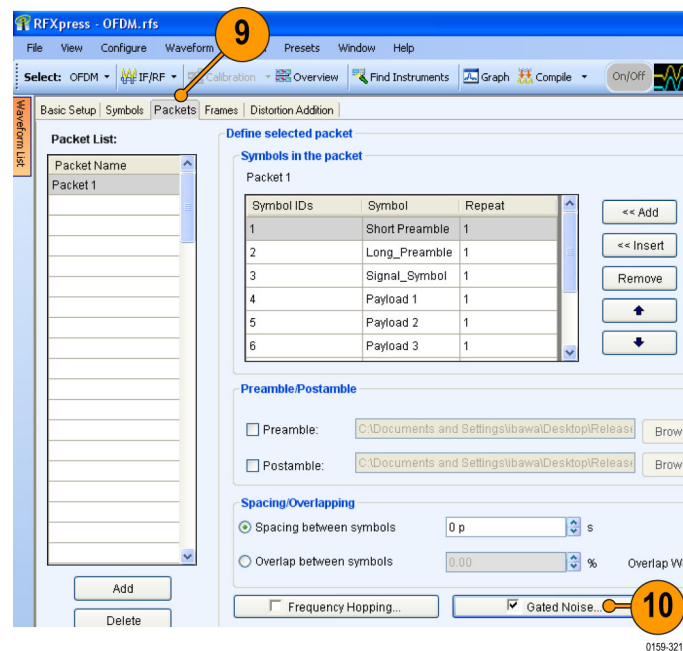 RFXpress - OFDM.rfs
File View Configure Waveform Presets Window Help
Select: OFDM IF/RF Calibration Overview Find Instruments Graph Compile On/Off
9
Waveform List
Basic Setup Symbols Packets Frames Distortion Addition
Packet List:
Packet Name
Packet 1
Define selected packet
Symbols in the packet
Packet 1
Symbol IDs Symbol Repeat
1 Short Preamble 1
2 Long_Preamble 1
3 Signal_Symbol 1
4 Payload 1 1
5 Payload 2 1
6 Payload 3 1
<< Add
<< Insert
Remove
Preamble/Postamble
Preamble: C:\Documents and Settings\ibawa\Desktop\Release Brow
Postamble: C:\Documents and Settings\ibawa\Desktop\Release Brow
Spacing/Overlapping
Spacing between symbols 0 p s
Overlap between symbols 0.00 % Overlap W
Add
Delete
Frequency Hopping... Gated Noise...
10
0159-321